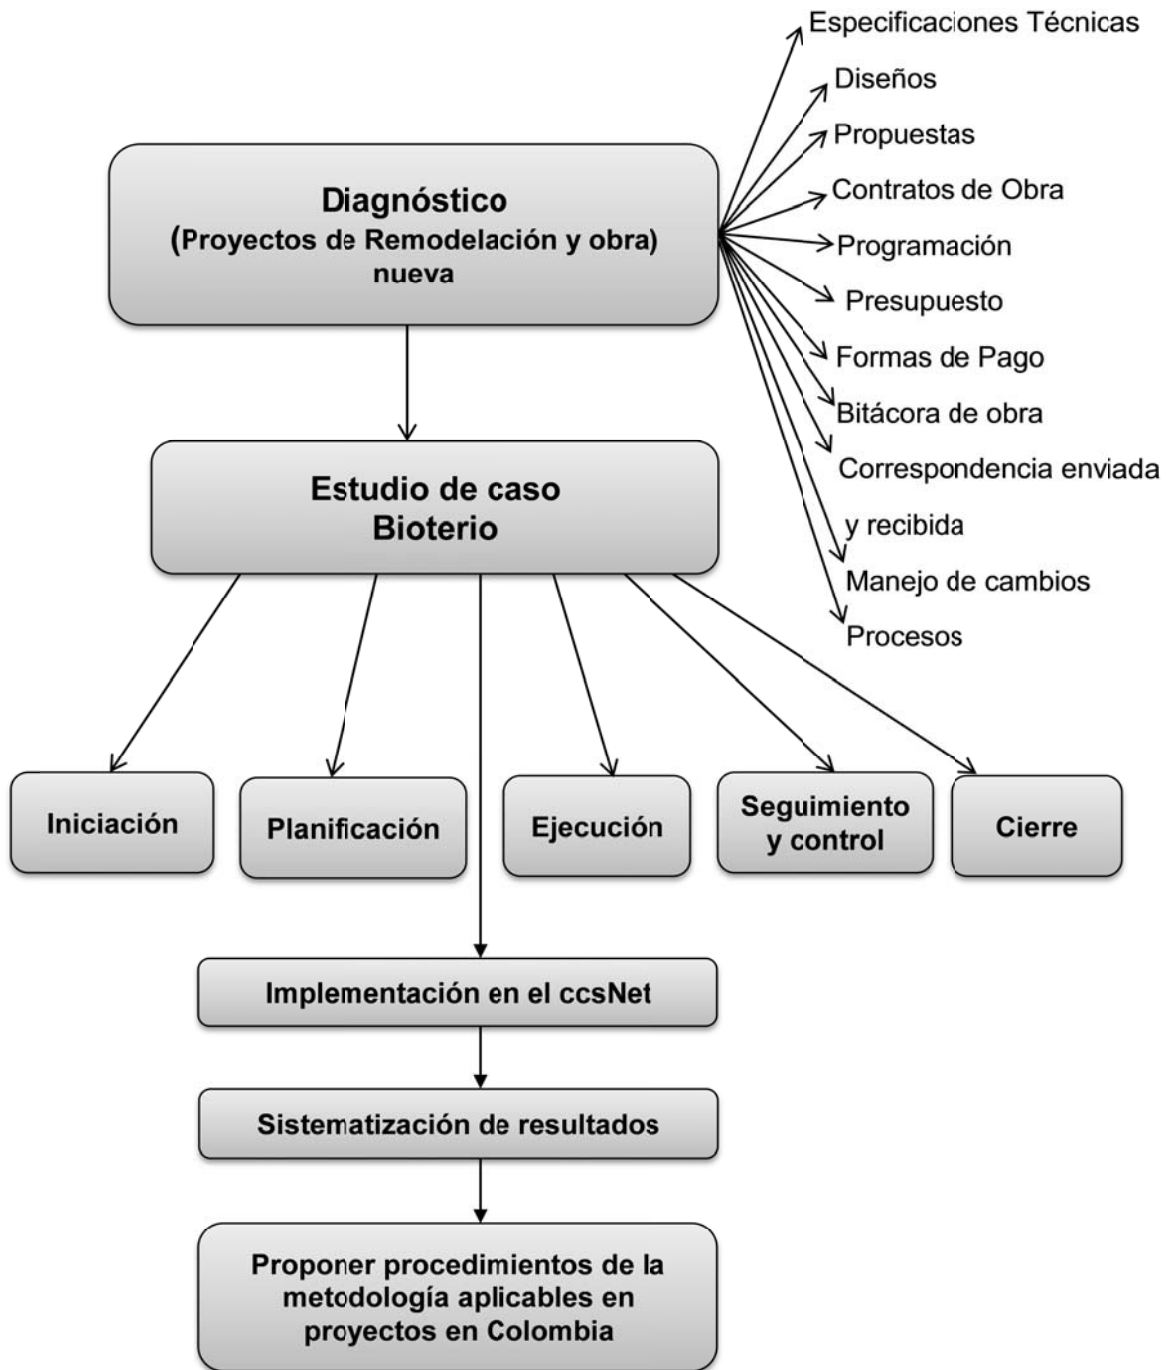 Especificaciones Técnicas
Diseños
Propuestas
Contratos de Obra
Programación
Presupuesto
Formas de Pago
Bitácora de obra
Correspondencia enviada
y recibida
Manejo de cambios
Procesos
Diagnóstico
(Proyectos de Remodelación y obra)
nueva
Estudio de caso
Bioterio
Iniciación
Planificación
Ejecución
Seguimiento
y control
Cierre
Implementación en el ccsNet
Sistematización de resultados
Proponer procedimientos de la
metodología aplicables en
proyectos en Colombia